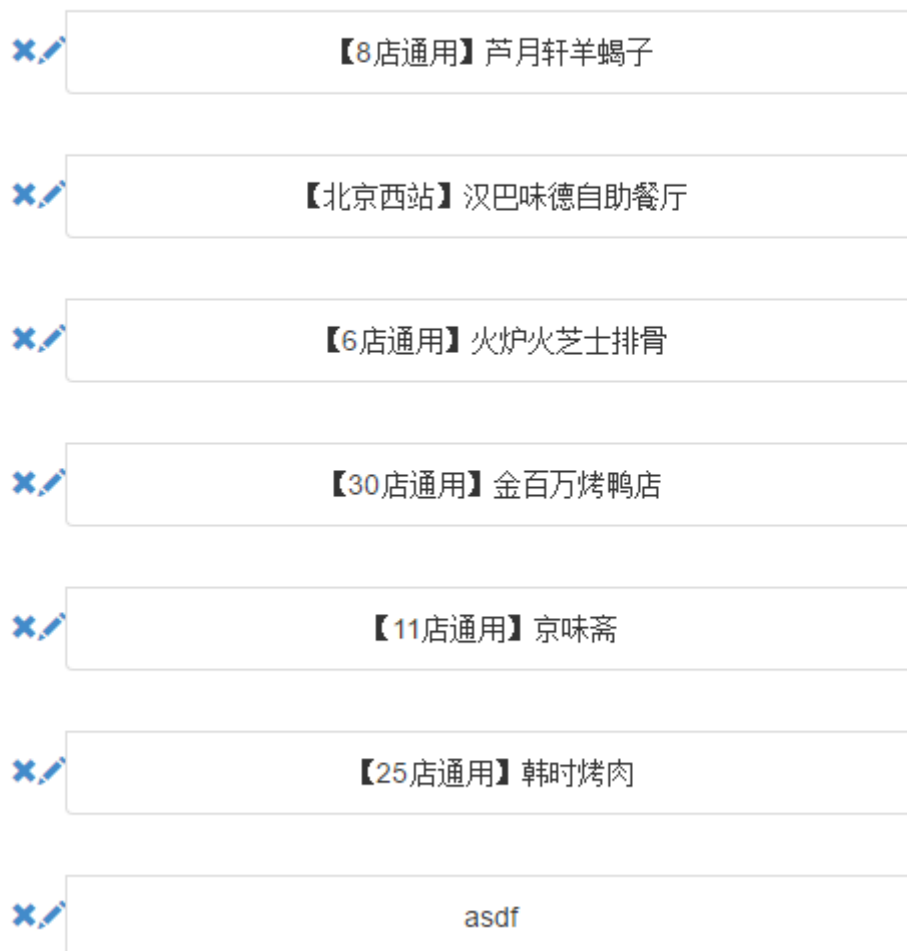 【8店通用】芦月轩羊蝎子
【北京西站】汉巴味德自助餐厅
【6店通用】火炉火芝士排骨
【30店通用】金百万烤鸭店
【11店通用】京味斋
【25店通用】韩时烤肉
asdf